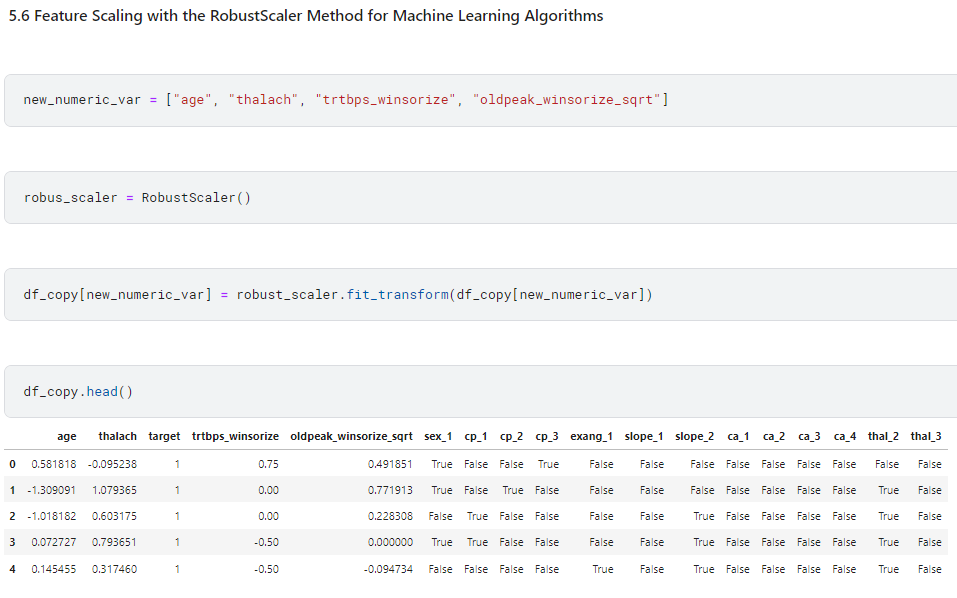 5.6 Feature Scaling with the RobustScaler Method for Machine Learning Algorithms
new_numeric_var = ["age", "thalach", "trtbps_winsorize", "oldpeak_winsorize_sqrt"]
robus_scaler = RobustScaler()
df_copy[new_numeric_var] = robust_scaler.fit_transform(df_copy[new_numeric_var])
df_copy.head()
age thalach target trtbps_winsorize oldpeak_winsorize_sqrt sex_1 cp_1 cp_2 cp_3 exang_1 slope_1 slope_2 ca_1 ca_2 ca_3 ca_4 thal_2 thal_3
0 0.581818 -0.095238 1 0.75 0.491851 True False False True False False False False False False False False False
1 -1.309091 1.079365 1 0.00 0.771913 True False True False False False False False False False False True False
2 -1.018182 0.603175 1 0.00 0.228308 False True False False False False True False False False False True False
3 0.072727 0.793651 1 -0.50 0.000000 True True False False False False True False False False False True False
4 0.145455 0.317460 1 -0.50 -0.094734 False False False False True False True False False False False True False